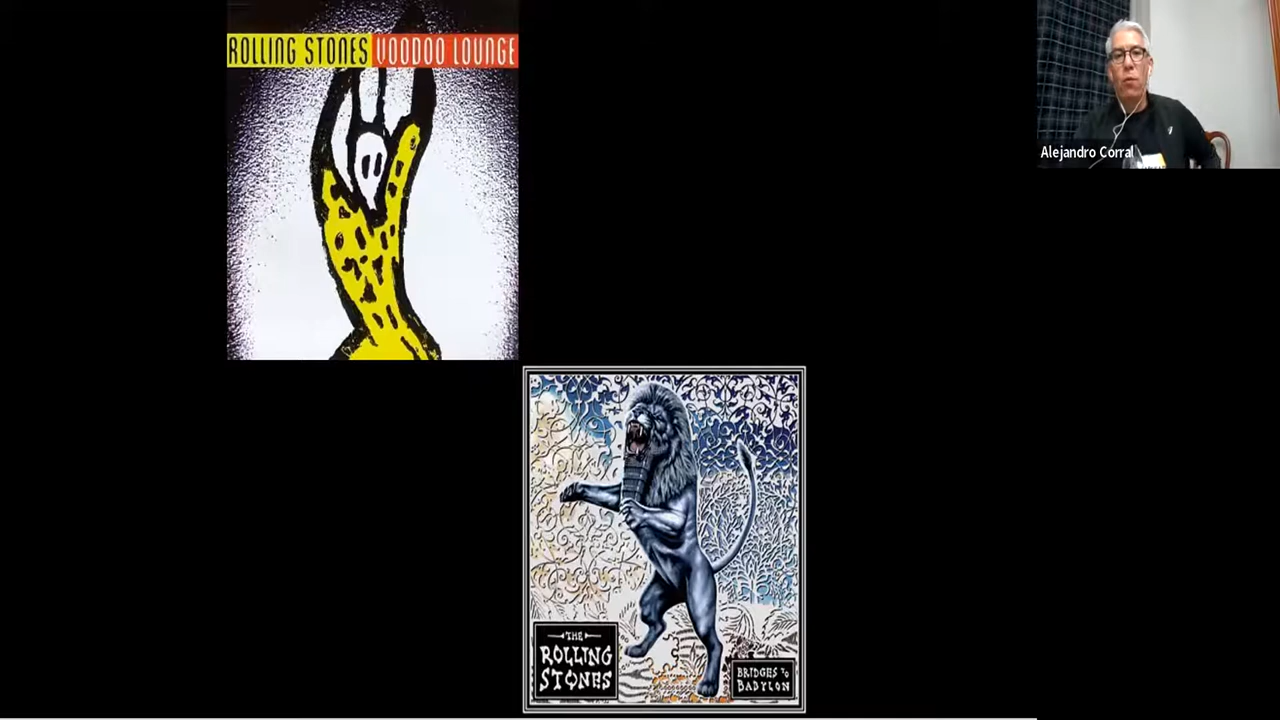 ROLLING STONES VOODOO LOUNGE
Alejandro Corral
THE
ROLLING
STONES
BRIDGES TO
BABYLON